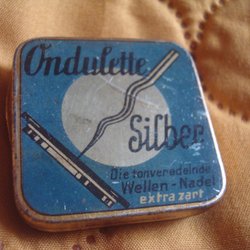 Ondulette
Silber
Die tonveredelnde
Wellen-Nadel
extra zart